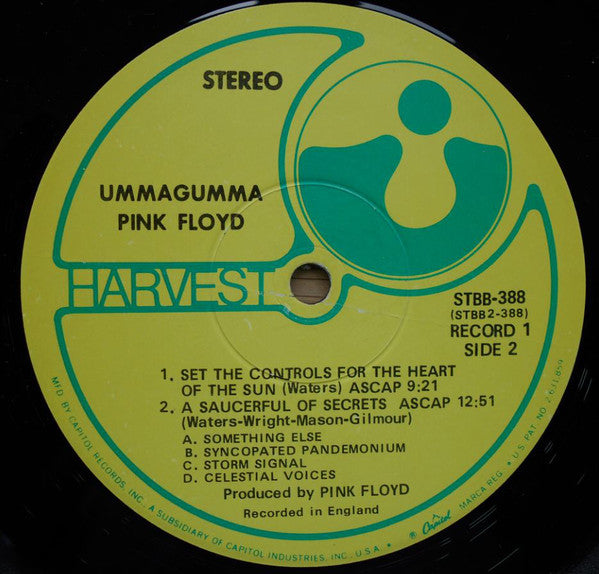 STEREO
UMMAGUMMA
PINK FLOYD
HARVEST
STBB-388
(STBB2-388)
RECORD 1
SIDE 2
1. SET THE CONTROLS FOR THE HEART
OF THE SUN (Waters) ASCAP 9:21
2. A SAUCERFUL OF SECRETS ASCAP 12:51
(Waters-Wright-Mason-Gilmour)
A. SOMETHING ELSE
B. SYNCOPATED PANDEMONIUM
C. STORM SIGNAL
D. CELESTIAL VOICES
Produced by PINK FLOYD
Recorded in England
MFD. BY CAPITOL RECORDS, INC. A SUBSIDIARY OF CAPITOL INDUSTRIES, INC. U.S.A. • ® Capitol MARCA REG. • U.S. PAT. NO. 2,631,859